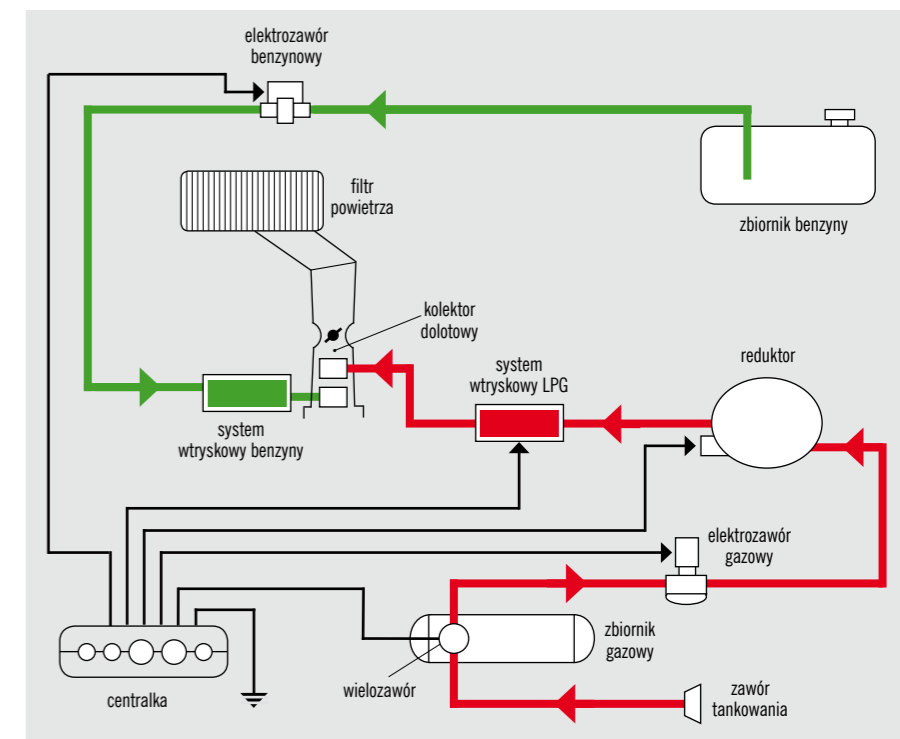 elektrozawór
benzynowy
filtr
powietrza
zbiornik benzyny
kolektor
dolotowy
system
wtryskowy LPG
reduktor
system
wtryskowy benzyny
elektrozawór
gazowy
zbiornik
gazowy
wielozawór
centralka
zawór
tankowania